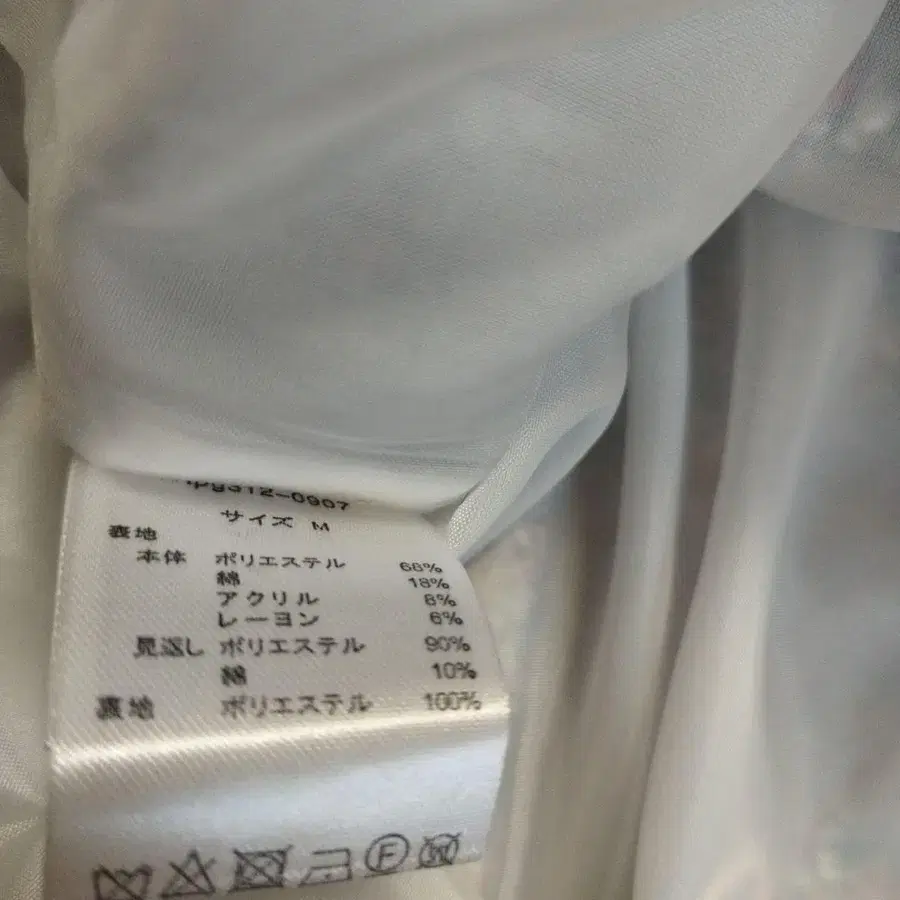 サイズ M
表地
本体 ポリエステル 68%
綿 18%
アクリル 8%
レーヨン 6%
見返し ポリエステル 90%
綿 10%
裏地 ポリエステル 100%
F
W